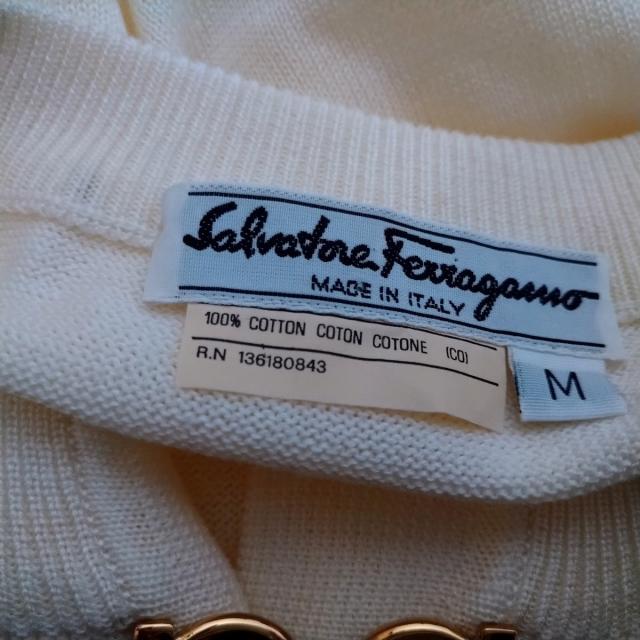 Salvatore Ferragamo
MADE IN ITALY
100% COTTON COTON COTONE (CO)
R.N 136180843
M